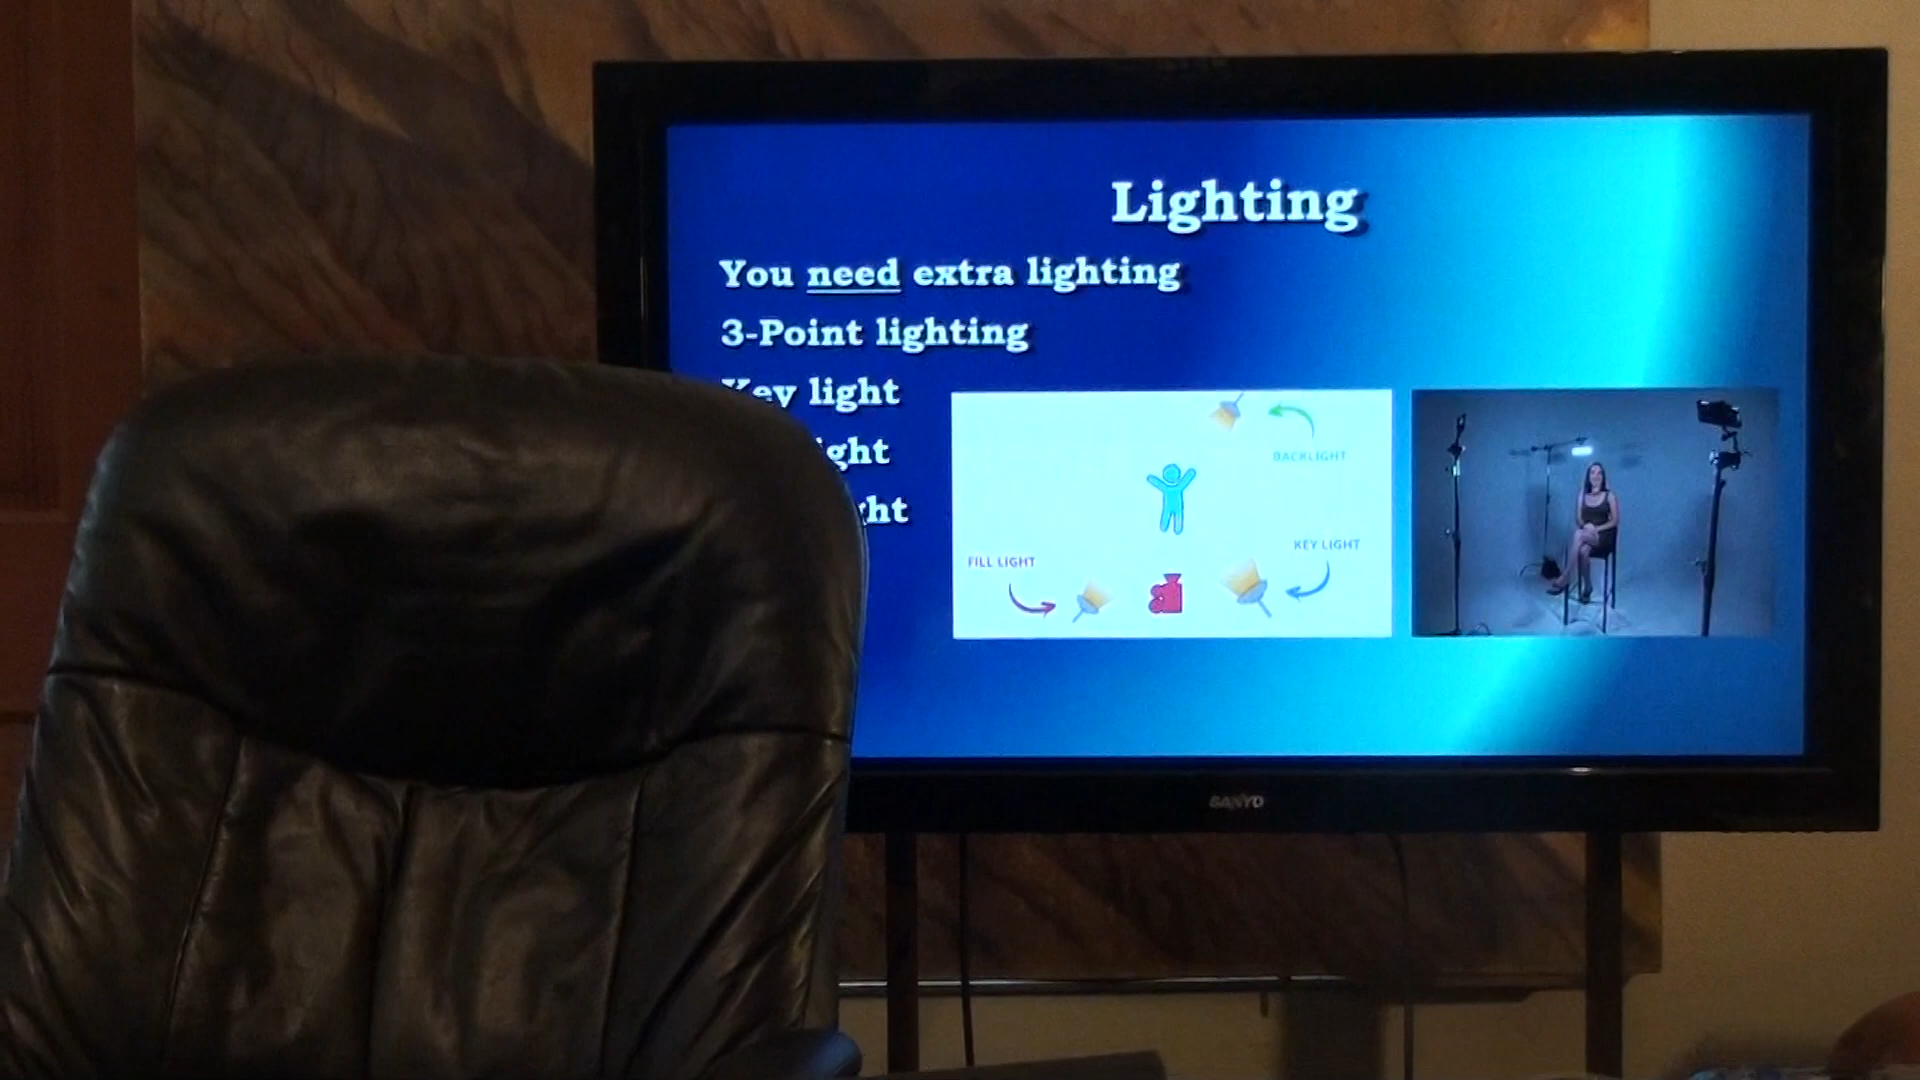 Lighting
You need extra lighting
3-Point lighting
Key light
BACKLIGHT
KEY LIGHT
FILL LIGHT
SANYO